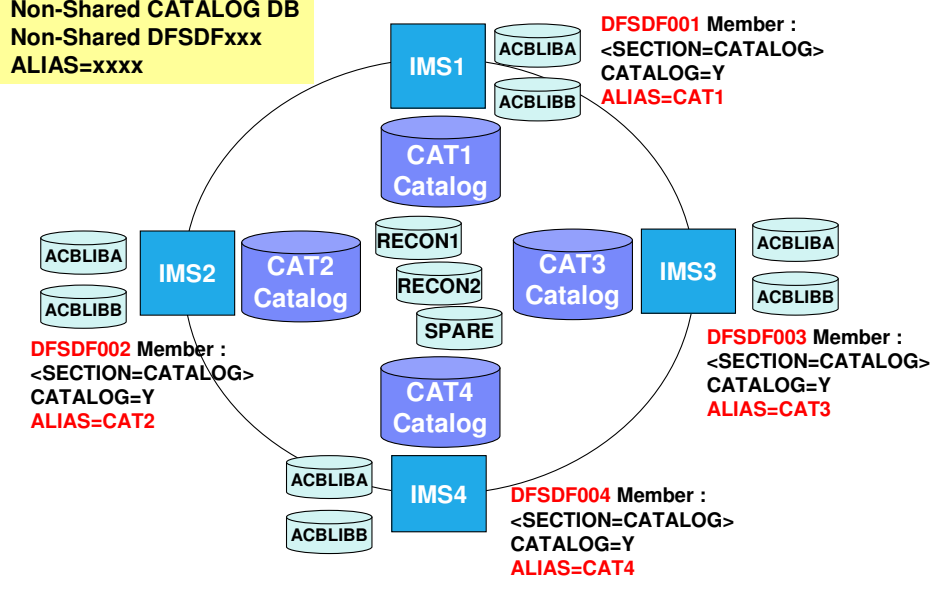 Non-Shared CATALOG DB
Non-Shared DFSDFxxx
ALIAS=xxxx
IMS1
ACBLIBA
ACBLIBB
DFSDF001 Member :
<SECTION=CATALOG>
CATALOG=Y
ALIAS=CAT1
CAT1
Catalog
ACBLIBA
ACBLIBB
IMS2
CAT2
Catalog
RECON1
RECON2
SPARE
CAT3
Catalog
IMS3
ACBLIBA
ACBLIBB
DFSDF002 Member :
<SECTION=CATALOG>
CATALOG=Y
ALIAS=CAT2
DFSDF003 Member :
<SECTION=CATALOG>
CATALOG=Y
ALIAS=CAT3
CAT4
Catalog
ACBLIBA
ACBLIBB
IMS4
DFSDF004 Member :
<SECTION=CATALOG>
CATALOG=Y
ALIAS=CAT4